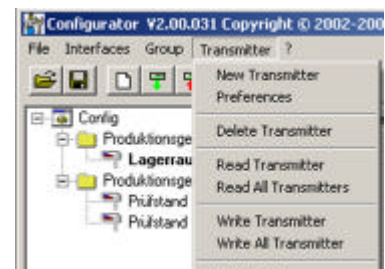 Configurator V2.00.031 Copyright © 2002-200
File Interfaces Group Transmitter ?
New Transmitter
Preferences
Delete Transmitter
Read Transmitter
Read All Transmitters
Write Transmitter
Write All Transmitter
Config
Produktionsge
Lagerrau
Produktionsge
Prüfstand
Prüfstand